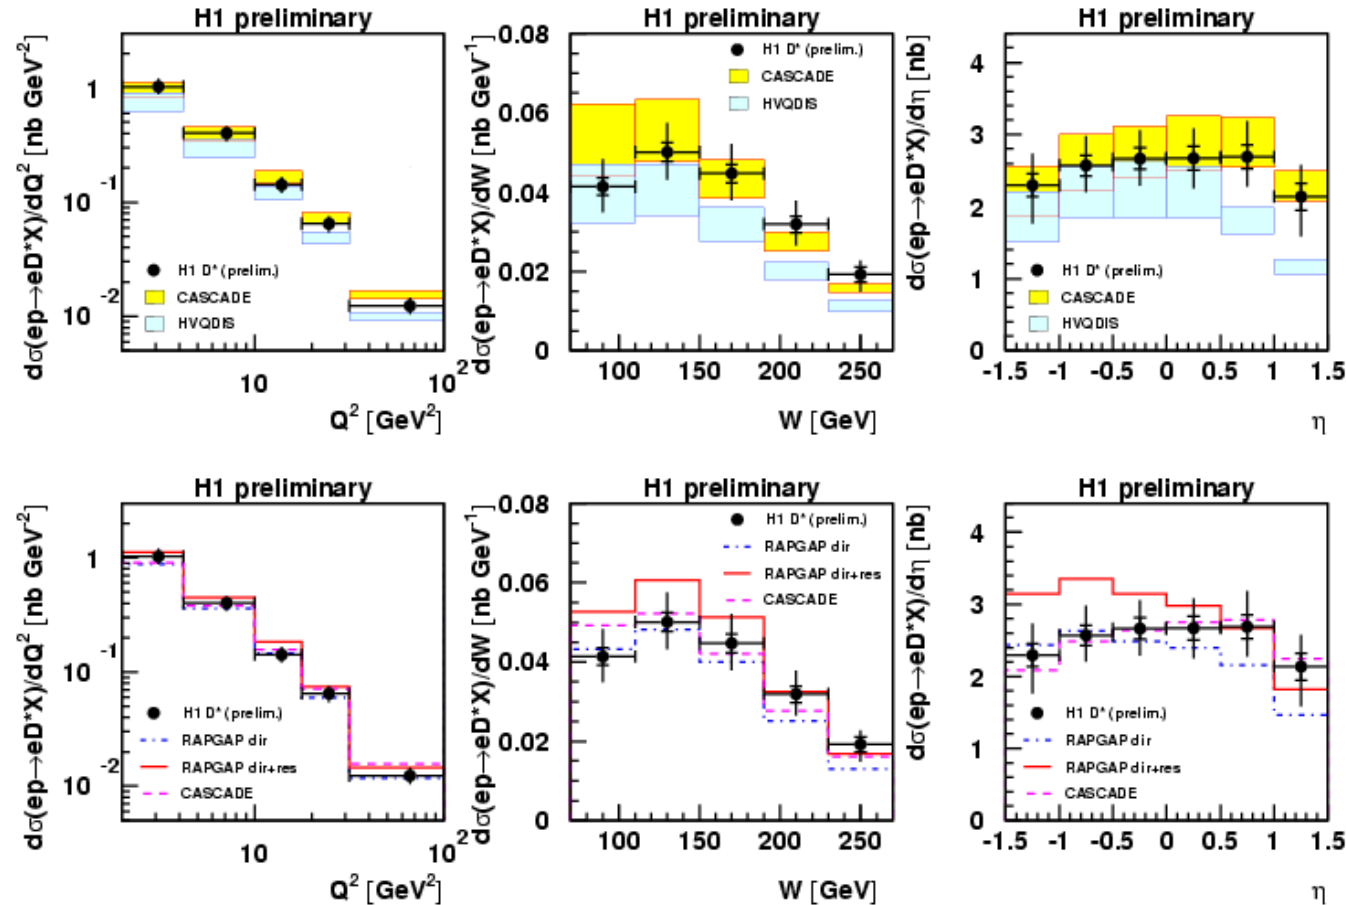 H1 preliminary
dσ(ep→eD*X)/dQ² [nb GeV⁻²]
1
10⁻¹
10⁻²
H1 D* (prelim.)
CASCADE
HVQDIS
10
10²
Q² [GeV²]
H1 preliminary
dσ(ep→eD*X)/dW [nb GeV⁻¹]
0.08
0.06
0.04
0.02
0
H1 D* (prelim.)
CASCADE
HVQDIS
100 150 200 250
W [GeV]
H1 preliminary
dσ(ep→eD*X)/dη [nb]
4
3
2
1
0
H1 D* (prelim.)
CASCADE
HVQDIS
-1.5 -1 -0.5 0 0.5 1 1.5
η
H1 preliminary
dσ(ep→eD*X)/dQ² [nb GeV⁻²]
1
10⁻¹
10⁻²
H1 D* (prelim.)
RAPGAP dir
RAPGAP dir+res
CASCADE
10
10²
Q² [GeV²]
H1 preliminary
dσ(ep→eD*X)/dW [nb GeV⁻¹]
0.08
0.06
0.04
0.02
0
H1 D* (prelim.)
RAPGAP dir
RAPGAP dir+res
CASCADE
100 150 200 250
W [GeV]
H1 preliminary
dσ(ep→eD*X)/dη [nb]
4
3
2
1
0
H1 D* (prelim.)
RAPGAP dir
RAPGAP dir+res
CASCADE
-1.5 -1 -0.5 0 0.5 1 1.5
η